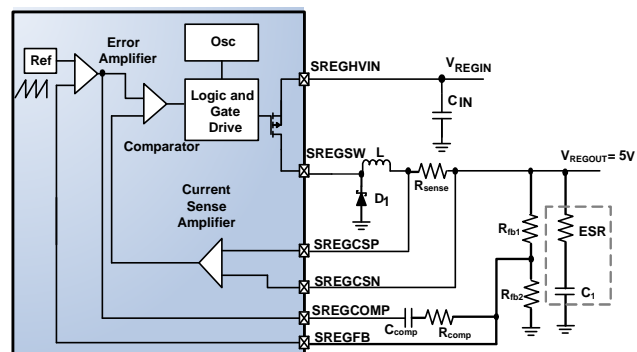 Error
Amplifier
Ref
Osc
Logic and
Gate
Drive
Comparator
Current
Sense
Amplifier
SREGHVIN
VREGIN
CIN
SREGSW
L
Rsense
D1
VREGOUT = 5V
Rfb1
Rfb2
ESR
C1
SREGCSP
SREGCSN
SREGCOMP
Ccomp
Rcomp
SREGFB